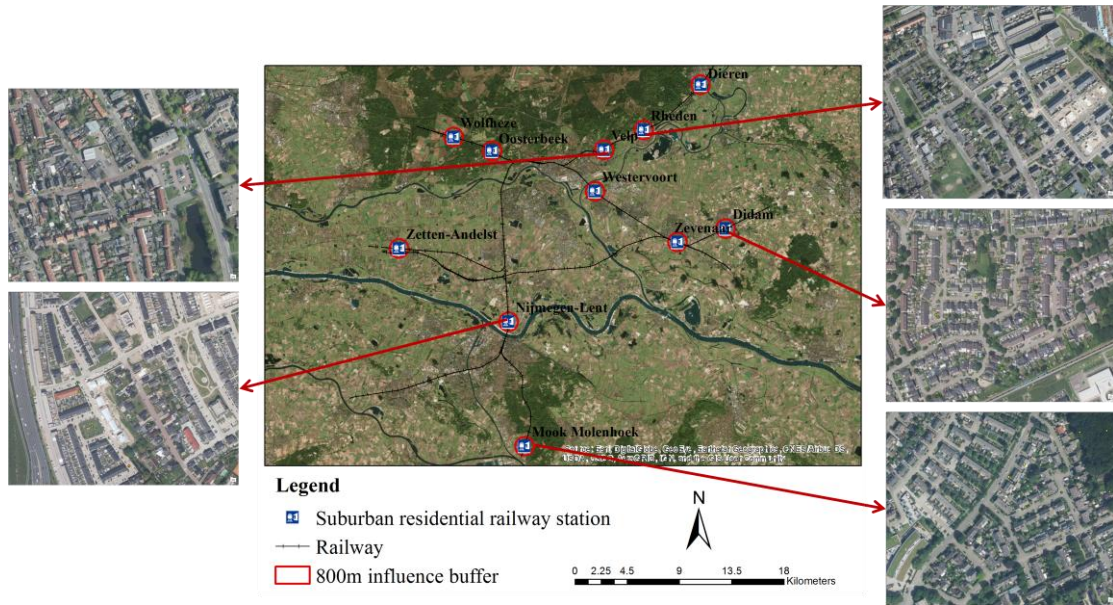 Dieren
Rheden
Wolfheze
Velp
Oosterbeek
Westervoort
Didam
Zevenaar
Zetten-Andelst
Nijmegen-Lent
Mook Molenhoek
Legend
Suburban residential railway station
Railway
800m influence buffer
N
0 2.25 4.5 9 13.5 18
Kilometers